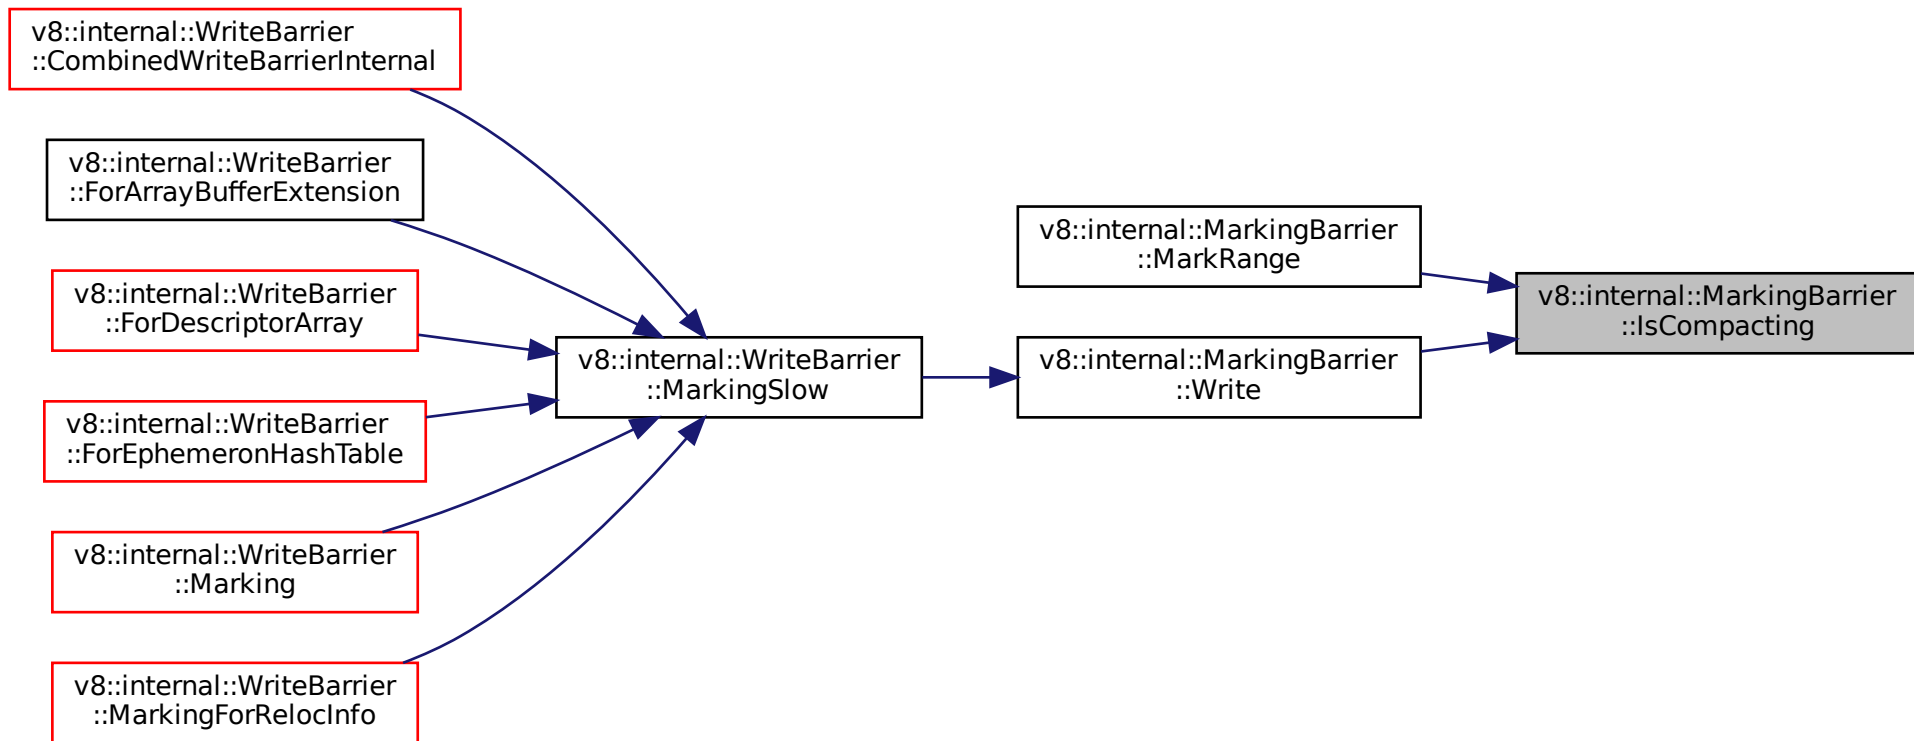 v8::internal::WriteBarrier
::CombinedWriteBarrierInternal
v8::internal::WriteBarrier
::ForArrayBufferExtension
v8::internal::WriteBarrier
::ForDescriptorArray
v8::internal::WriteBarrier
::ForEphemeronHashTable
v8::internal::WriteBarrier
::Marking
v8::internal::WriteBarrier
::MarkingForRelocInfo
v8::internal::WriteBarrier
::MarkingSlow
v8::internal::MarkingBarrier
::MarkRange
v8::internal::MarkingBarrier
::Write
v8::internal::MarkingBarrier
::IsCompacting